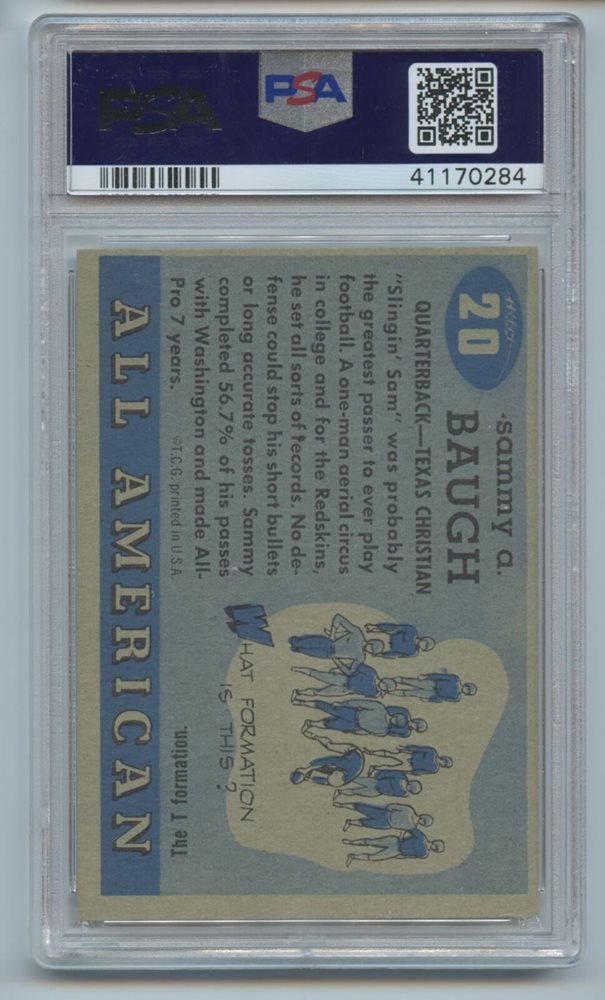 PSA
PSA
41170284
20
sammy a.
BAUGH
QUARTERBACK—TEXAS CHRISTIAN
"Slingin' Sam" was probably
the greatest passer to ever play
football. A one-man aerial circus
in college and for the Redskins,
he set all sorts of records. No de-
fense could stop his short bullets
or long accurate tosses. Sammy
completed 56.7% of his passes
with Washington and made All-
Pro 7 years.
©T.C.G. printed in U.S.A.
WHAT FORMATION
IS THIS?
The T formation.
ALL AMERICAN